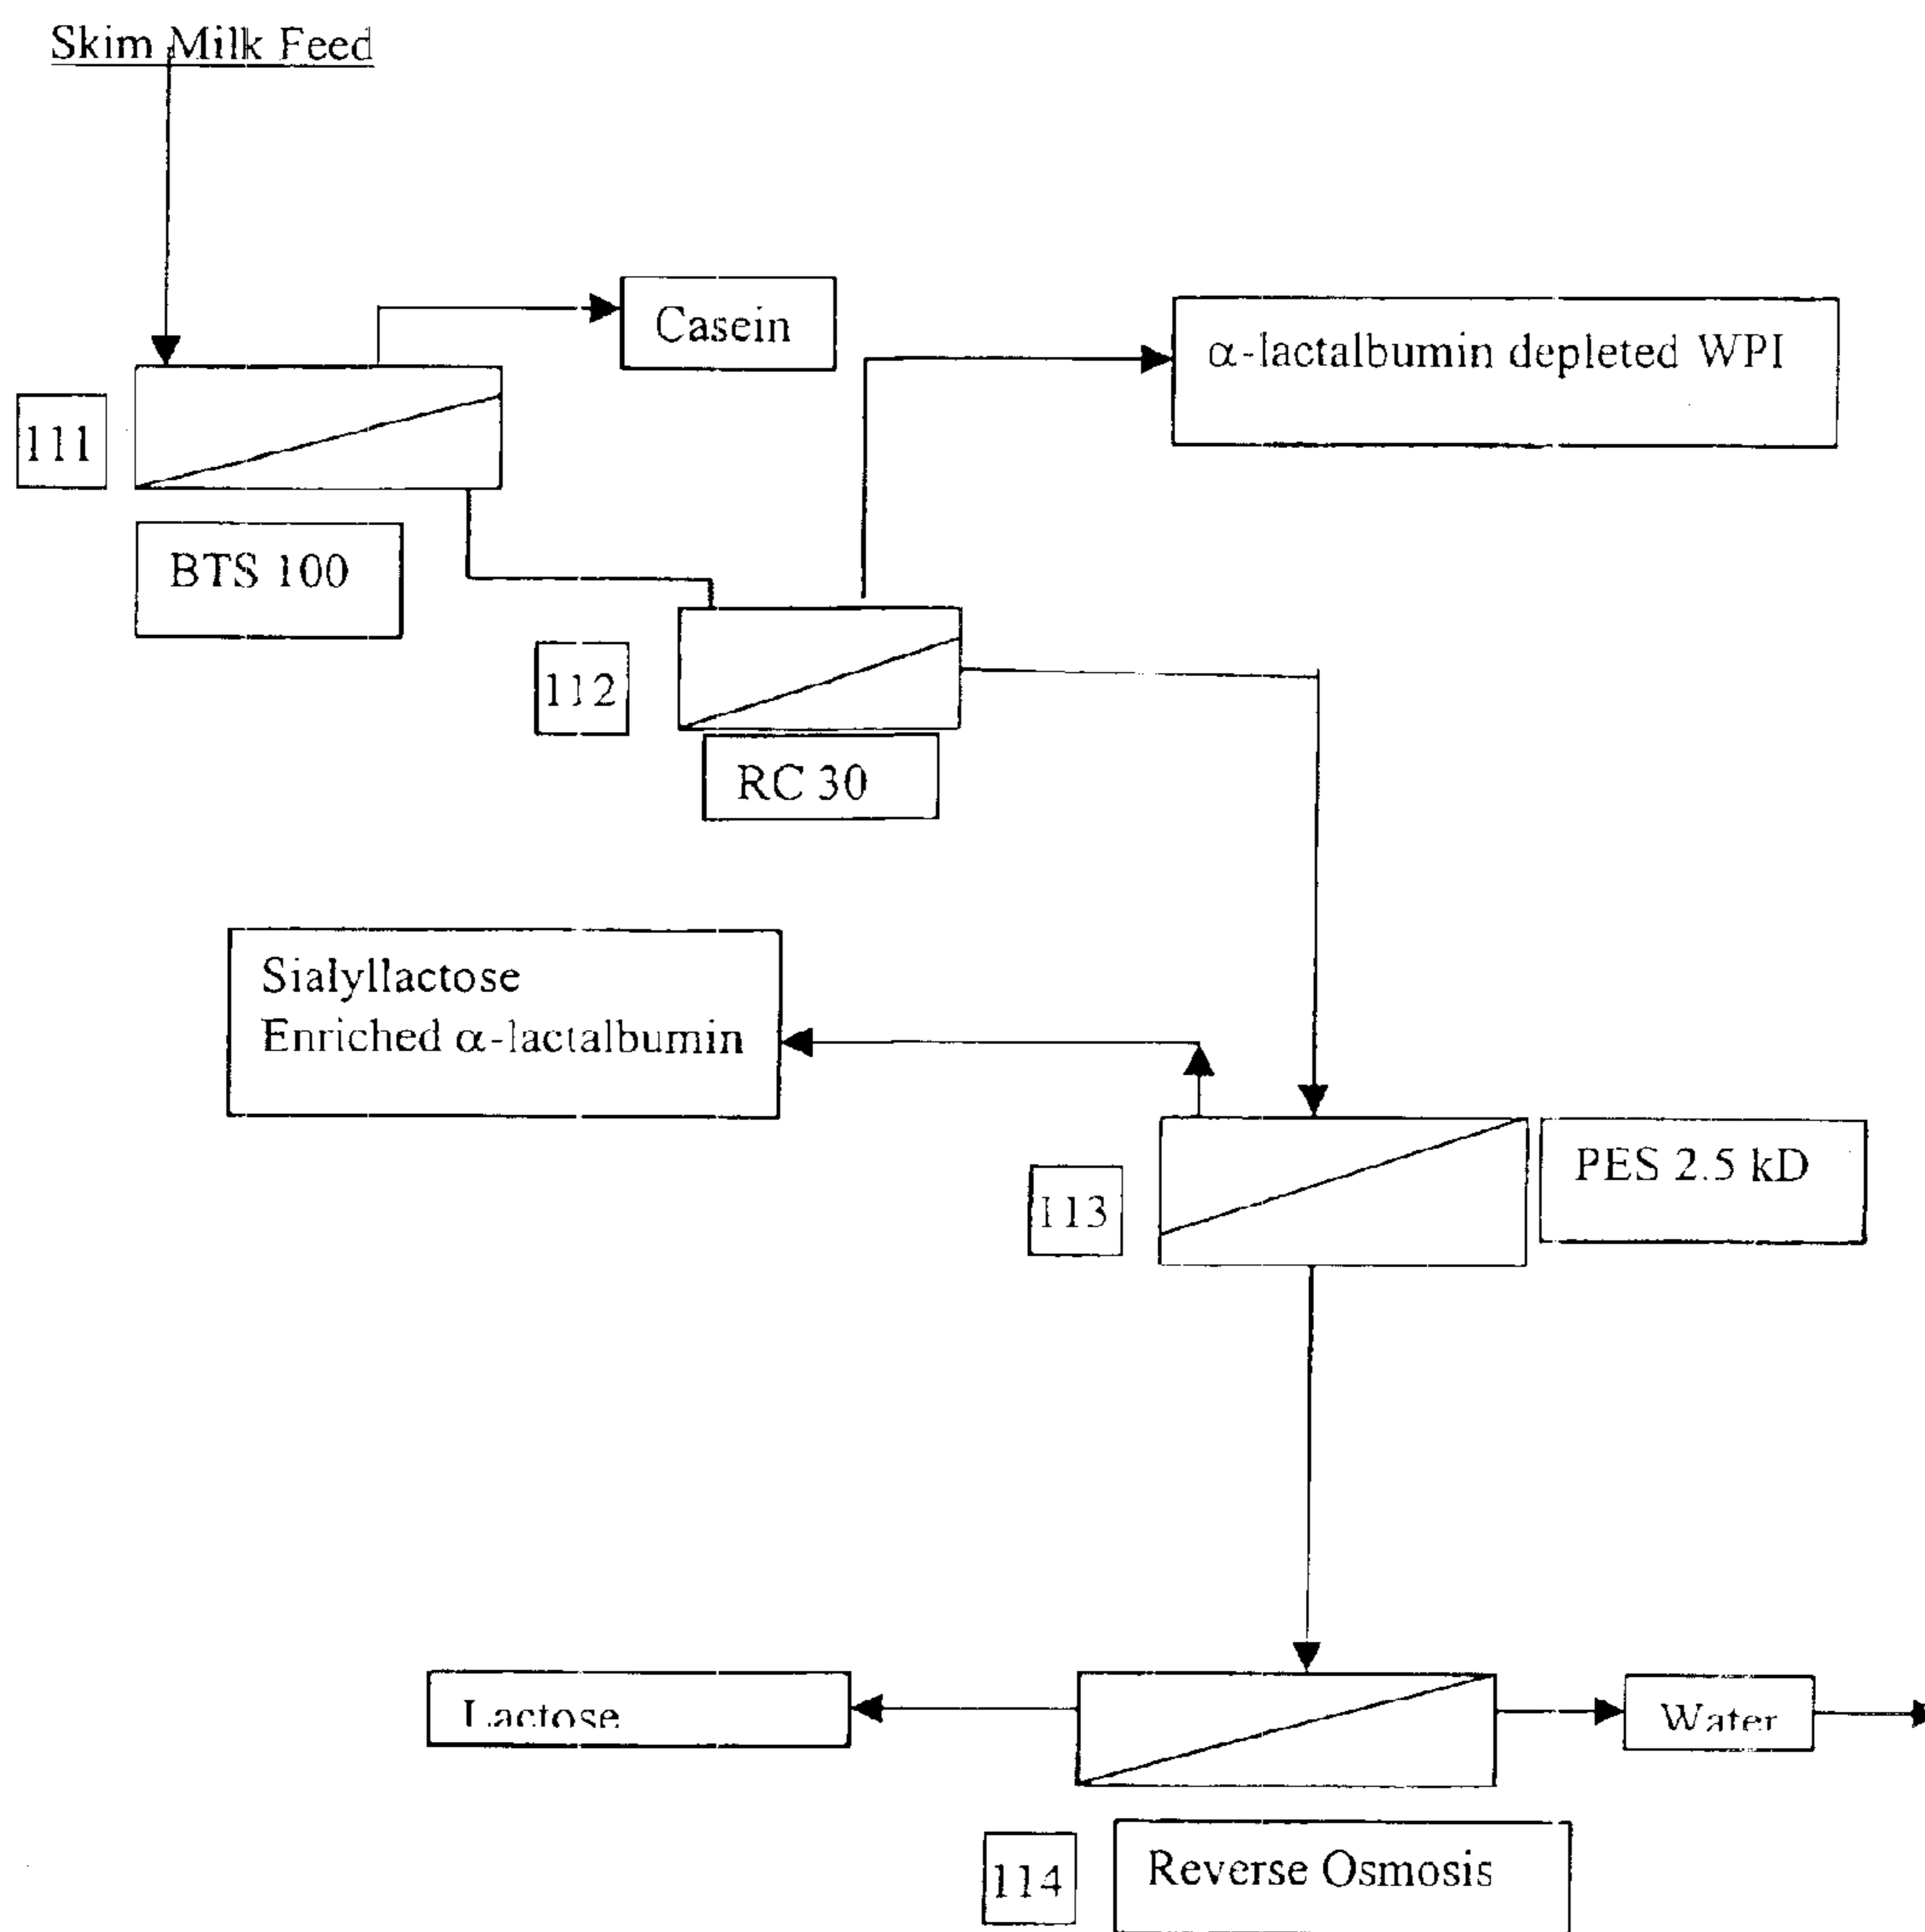 Skim Milk Feed
Casein
α-lactalbumin depleted WPI
111
BTS 100
112
RC 30
Sialyllactose
Enriched α-lactalbumin
113
PES 2.5 kD
Lactose
Water
114
Reverse Osmosis